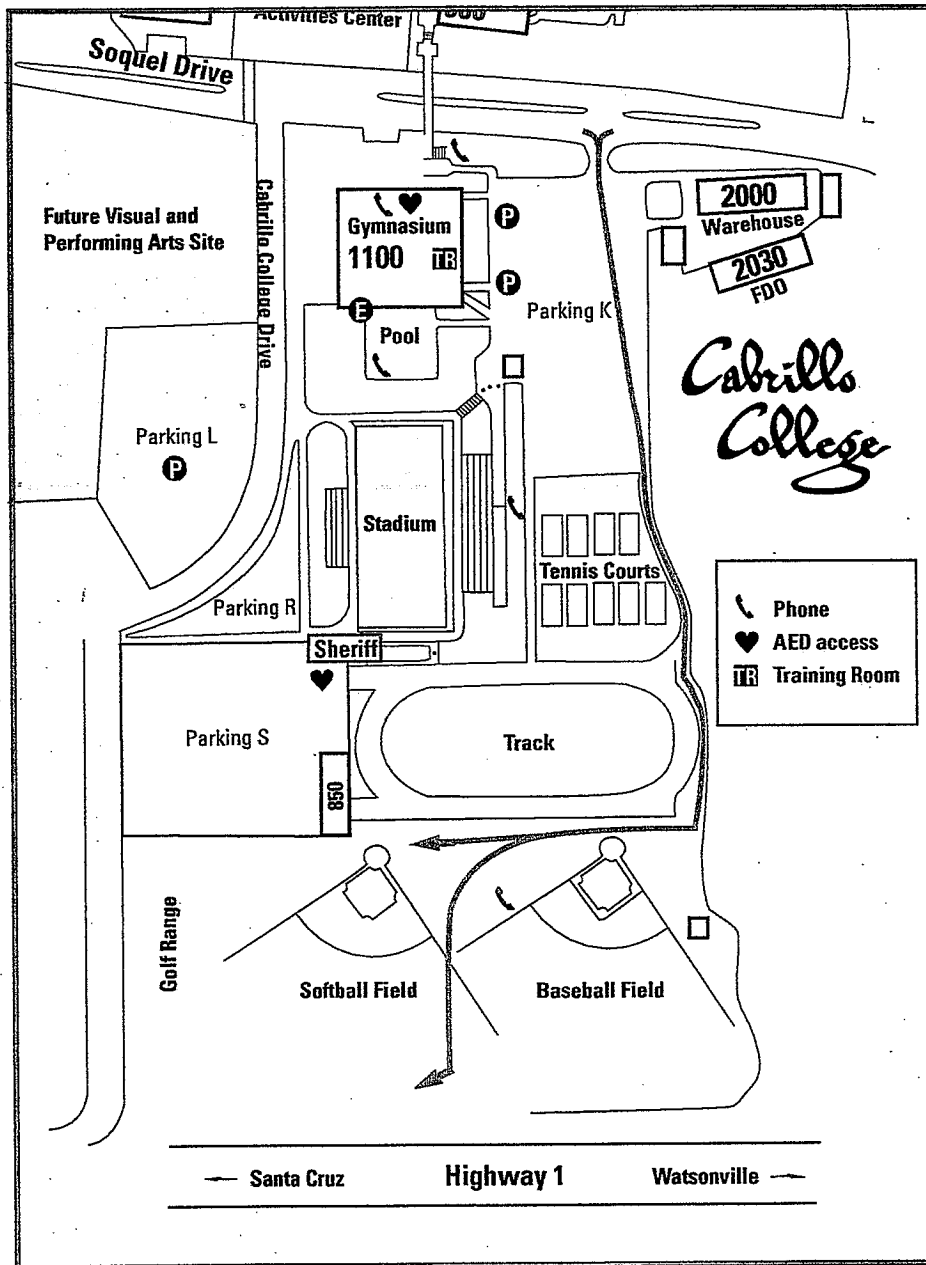 Activities Center
Soquel Drive
Cabrillo College Drive
Future Visual and
Performing Arts Site
Gymnasium
1100 TR
P
P
E
Pool
Parking K
2000
Warehouse
2030
FDO
Cabrillo
College
Parking L
P
Stadium
Tennis Courts
Parking R
Sheriff
Phone
AED access
TR Training Room
Parking S
850
Track
Golf Range
Softball Field
Baseball Field
← Santa Cruz
Highway 1
Watsonville →